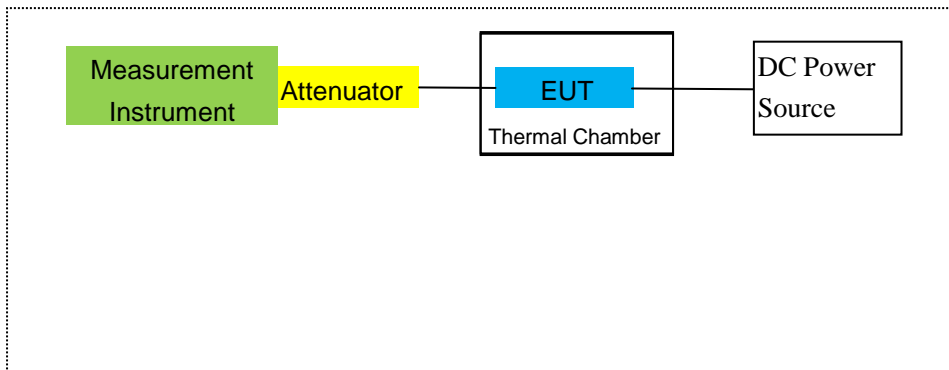 Measurement
Instrument
Attenuator
EUT
Thermal Chamber
DC Power
Source